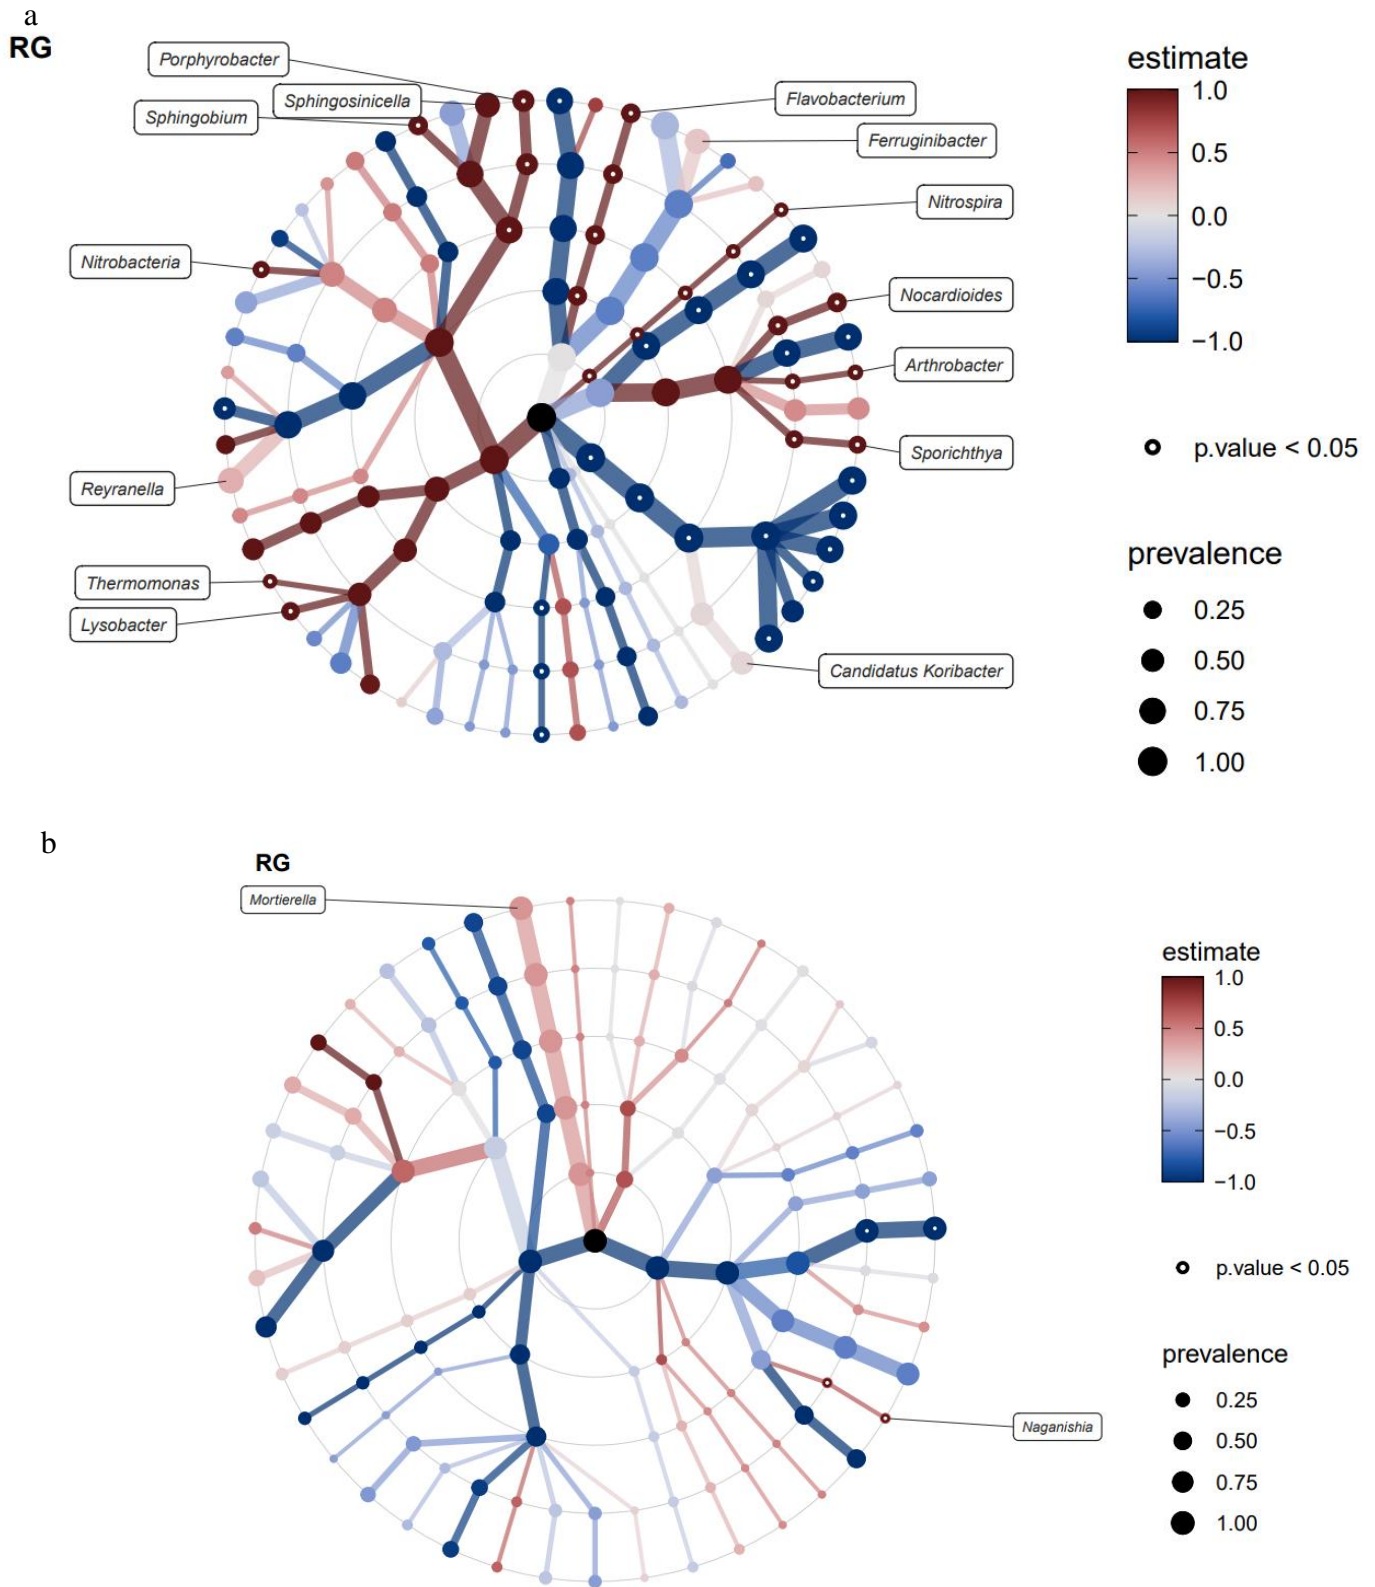 a
RG
Porphyrobacter
Sphingosinicella
Sphingobium
Flavobacterium
Ferruginibacter
Nitrospira
Nitrobacteria
Nocardioides
Arthrobacter
Sporichthya
Reyranella
Thermomonas
Lysobacter
Candidatus Koribacter
estimate
1.0
0.5
0.0
−0.5
−1.0
p.value < 0.05
prevalence
0.25
0.50
0.75
1.00
b
RG
Mortierella
Naganishia
estimate
1.0
0.5
0.0
−0.5
−1.0
p.value < 0.05
prevalence
0.25
0.50
0.75
1.00